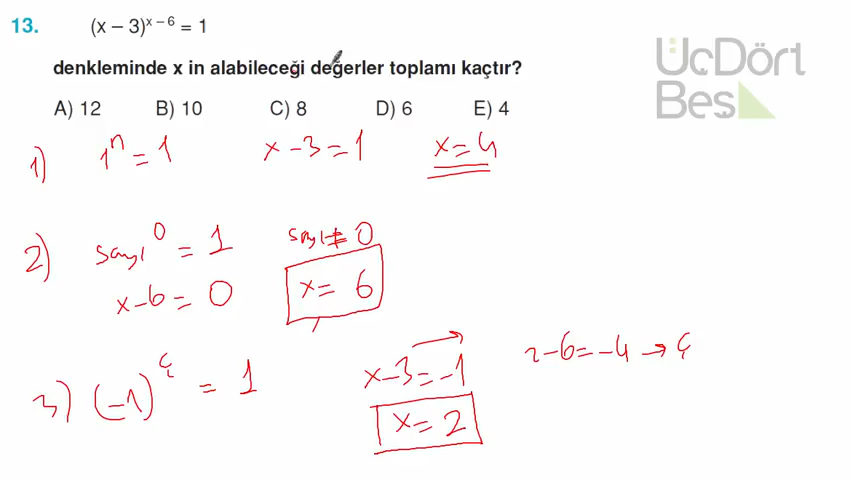 13. (x – 3)^{x – 6} = 1
ÜçDört
Beş
denkleminde x in alabileceği değerler toplamı kaçtır?
A) 12 B) 10 C) 8 D) 6 E) 4
1) 1^n = 1 x-3=1 x=4
2) sayı^0 = 1 sayı≠0
x-6=0 x=6
3) (-1)^ç = 1 x-3=-1 2-6=-4→ç
x=2